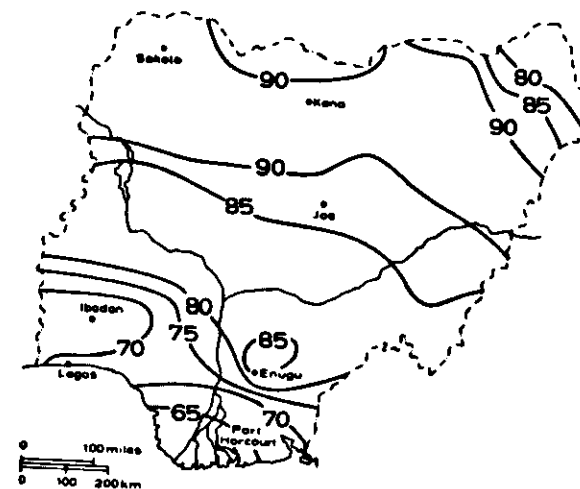 Sokoto
90
Kano
80
85
90
90
85
Jos
80
Ibadan
75
85
70
Enugu
Lagos
65
70
Port
Harcourt
0 100 miles
0 100 200 km